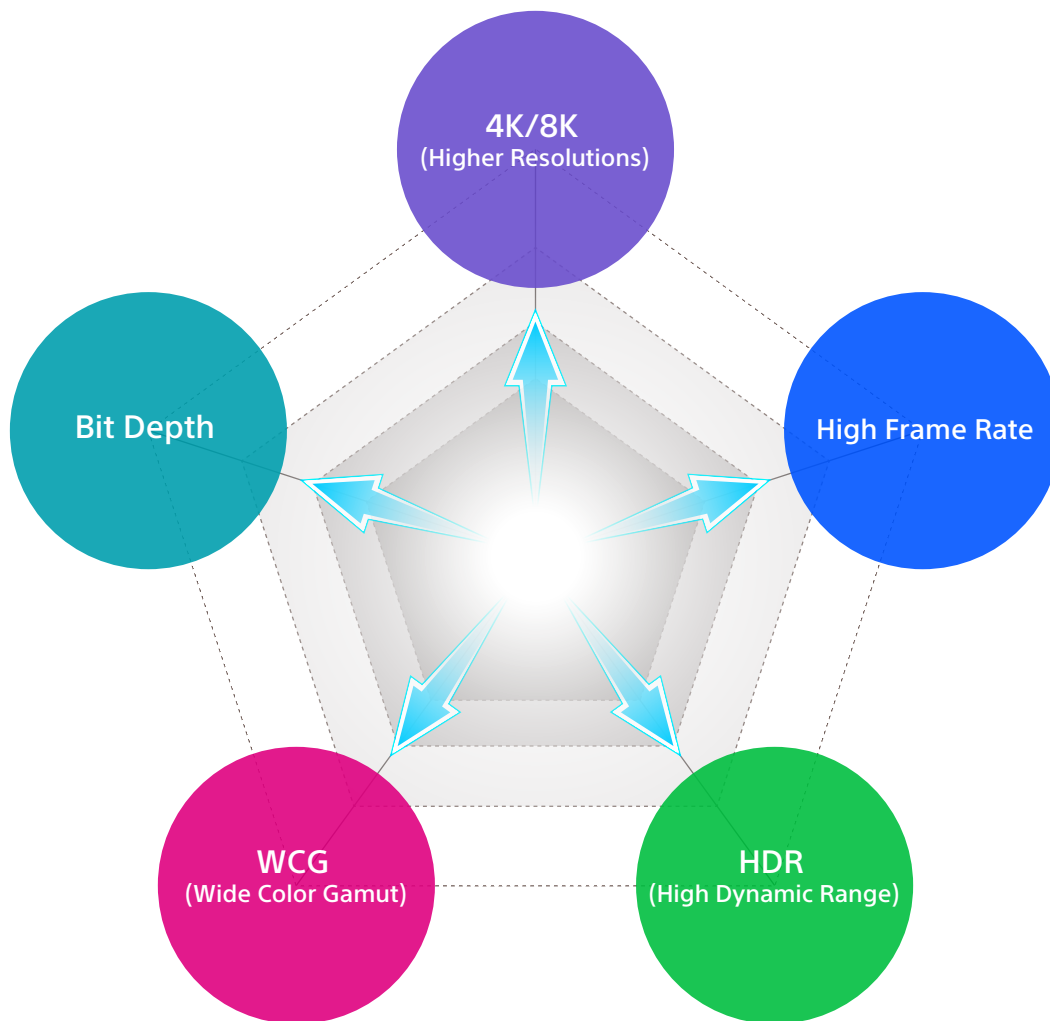 4K/8K
(Higher Resolutions)
Bit Depth
High Frame Rate
WCG
(Wide Color Gamut)
HDR
(High Dynamic Range)